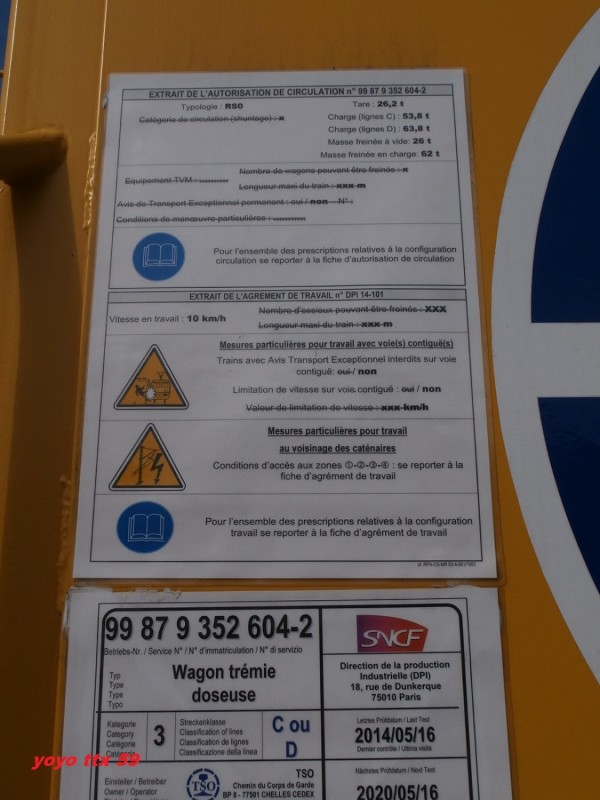 EXTRAIT DE L'AUTORISATION DE CIRCULATION n° 99 87 9 352 604-2
Typologie : RS0
Tare : 26,2 t
Catégorie de circulation (shuntage) : x
Charge (lignes C) : 53,8 t
Charge (lignes D) : 63,8 t
Masse freinée à vide: 26 t
Masse freinée en charge: 62 t
Nombre de wagons pouvant être freinés : x
Equipement TVM : ..........
Longueur maxi du train : xxx m
Avis de Transport Exceptionnel permanent : oui / non - N° :
Conditions de manœuvre particulières : ...........
Pour l'ensemble des prescriptions relatives à la configuration
circulation se reporter à la fiche d'autorisation de circulation
EXTRAIT DE L'AGREMENT DE TRAVAIL n° DPI 14-101
Vitesse en travail : 10 km/h
Nombre d'essieux pouvant être freinés : XXX
Longueur maxi du train : xxx m
Mesures particulières pour travail avec voie(s) contiguë(s)
Trains avec Avis Transport Exceptionnel interdits sur voie
contiguë: oui / non
Limitation de vitesse sur voie contiguë : oui / non
Valeur de limitation de vitesse : xxx km/h
Mesures particulières pour travail
au voisinage des caténaires
Conditions d'accès aux zones ①-②-③-④ : se reporter à la
fiche d'agrément de travail
Pour l'ensemble des prescriptions relatives à la configuration
travail se reporter à la fiche d'agrément de travail
99 87 9 352 604-2
Betriebs-Nr. / Service N° / N° d'immatriculation / N° di servizio
SNCF
Typ
Type
Type
Typo
Wagon trémie
doseuse
Direction de la production
Industrielle (DPI)
18, rue de Dunkerque
75010 Paris
Kategorie
Category
Catégorie
Catégorie
3
Streckenklasse
Classification of lines
Classification de lignes
Classificazione della linea
C ou
D
Letztes Prüfdatum / Last Test
2014/05/16
Dernier contrôle / Ultima visita
Einsteller / Betreiber
Owner / Operator
TSO
TSO
Chemin du Corps de Garde
BP 8 - 77501 CHELLES CEDEX
Nächstes Prüfdatum / Next Test
2020/05/16
yoyo ttx 59